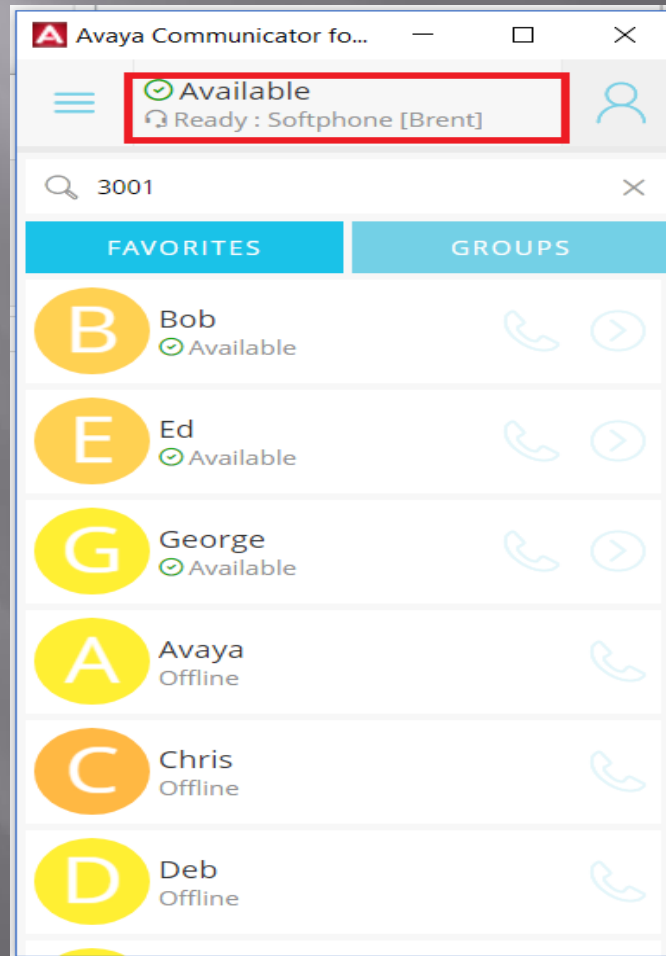 Avaya Communicator fo...
Available
Ready : Softphone [Brent]
3001
FAVORITES
GROUPS
B
Bob
Available
E
Ed
Available
G
George
Available
A
Avaya
Offline
C
Chris
Offline
D
Deb
Offline